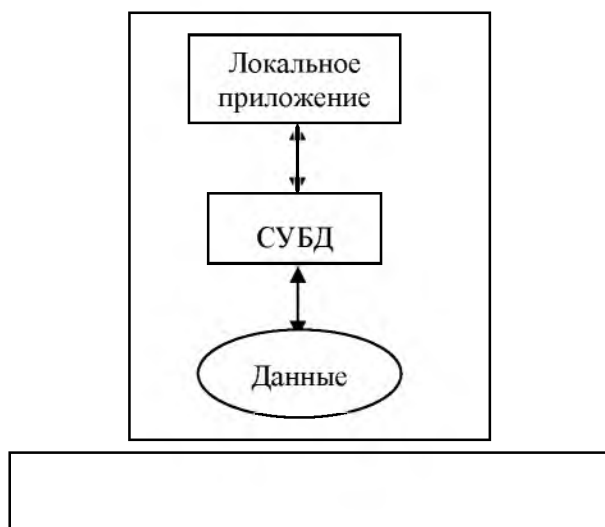 Локальное
приложение
СУБД
Данные